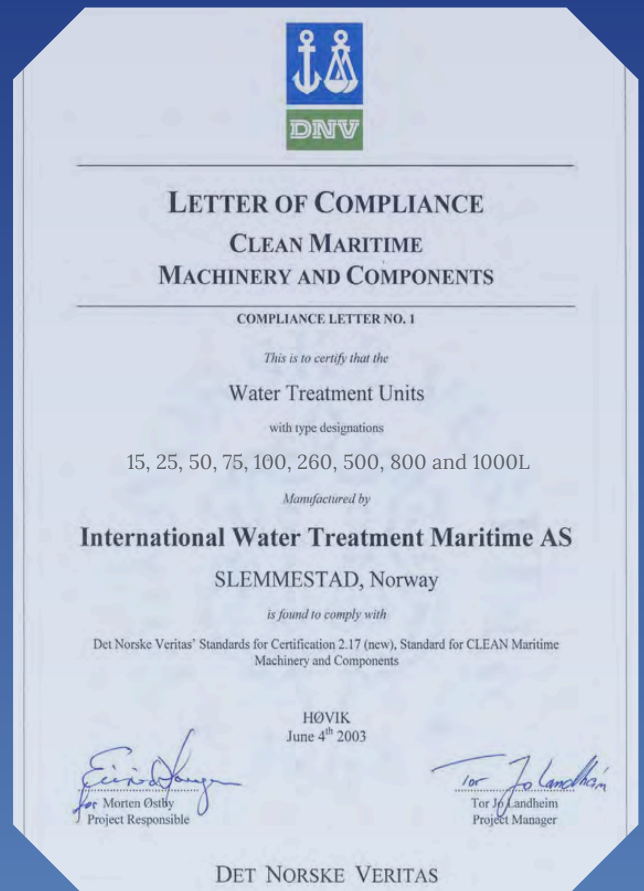 DNV
LETTER OF COMPLIANCE
CLEAN MARITIME
MACHINERY AND COMPONENTS
COMPLIANCE LETTER NO. 1
This is to certify that the
Water Treatment Units
with type designations
15, 25, 50, 75, 100, 260, 500, 800 and 1000L
Manufactured by
International Water Treatment Maritime AS
SLEMMESTAD, Norway
is found to comply with
Det Norske Veritas' Standards for Certification 2.17 (new), Standard for CLEAN Maritime
Machinery and Components
HØVIK
June 4th 2003
for Morten Østby
Project Responsible
Tor Jo Landheim
Tor Jo Landheim
Project Manager
DET NORSKE VERITAS